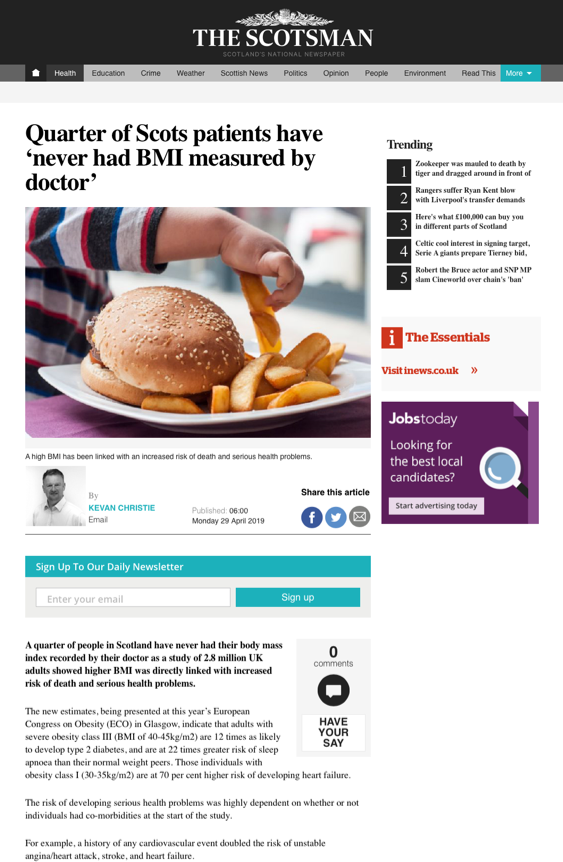 THE SCOTSMAN
SCOTLAND'S NATIONAL NEWSPAPER
Health Education Crime Weather Scottish News Politics Opinion People Environment Read This More
Quarter of Scots patients have
‘never had BMI measured by
doctor’
A high BMI has been linked with an increased risk of death and serious health problems.
By
KEVAN CHRISTIE
Email
Published: 06:00
Monday 29 April 2019
Share this article
Sign Up To Our Daily Newsletter
Enter your email
Sign up
A quarter of people in Scotland have never had their body mass
index recorded by their doctor as a study of 2.8 million UK
adults showed higher BMI was directly linked with increased
risk of death and serious health problems.
0
comments
HAVE
YOUR
SAY
The new estimates, being presented at this year’s European
Congress on Obesity (ECO) in Glasgow, indicate that adults with
severe obesity class III (BMI of 40-45kg/m2) are 12 times as likely
to develop type 2 diabetes, and are at 22 times greater risk of sleep
apnoea than their normal weight peers. Those individuals with
obesity class I (30-35kg/m2) are at 70 per cent higher risk of developing heart failure.
The risk of developing serious health problems was highly dependent on whether or not
individuals had co-morbidities at the start of the study.
For example, a history of any cardiovascular event doubled the risk of unstable
angina/heart attack, stroke, and heart failure.
Trending
1 Zookeeper was mauled to death by
tiger and dragged around in front of
2 Rangers suffer Ryan Kent blow
with Liverpool's transfer demands
3 Here's what £100,000 can buy you
in different parts of Scotland
4 Celtic cool interest in signing target,
Serie A giants prepare Tierney bid,
5 Robert the Bruce actor and SNP MP
slam Cineworld over chain's 'ban'
i The Essentials
Visit inews.co.uk »
Jobstoday
Looking for
the best local
candidates?
Start advertising today